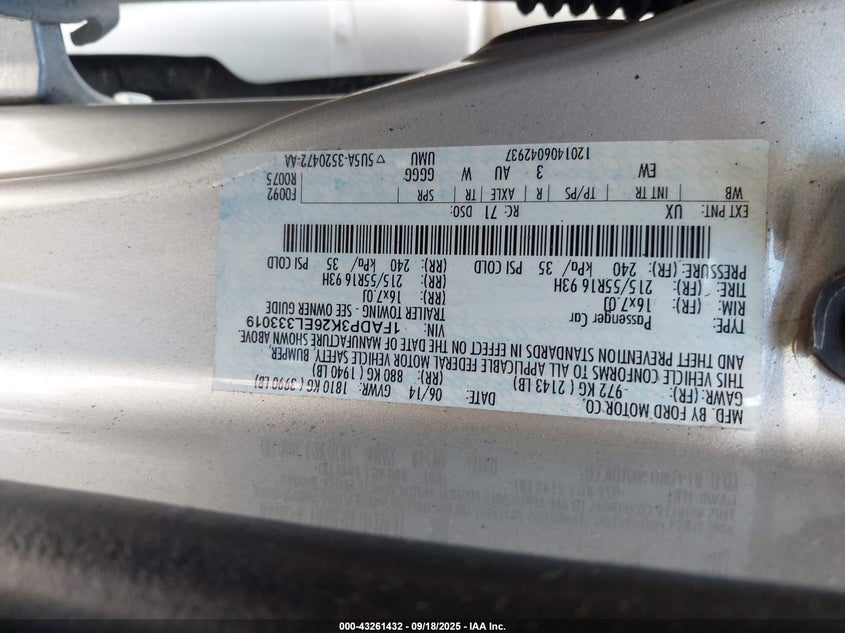 MFD. BY FORD MOTOR CO.
DATE: 06/14 GVWR: 1810 KG ( 3990 LB)
GAWR: (FR): 972 KG ( 2143 LB) (RR): 880 KG ( 1940 LB)
THIS VEHICLE CONFORMS TO ALL APPLICABLE FEDERAL MOTOR VEHICLE SAFETY, BUMPER,
AND THEFT PREVENTION STANDARDS IN EFFECT ON THE DATE OF MANUFACTURE SHOWN ABOVE.
VIN: 1FADP3K26EL333019
TYPE: Passenger Car TRAILER TOWING - SEE OWNER GUIDE
RIM: (FR): 16x7.0J (RR): 16x7.0J
TIRE: (FR): 215/55R16 93H (RR): 215/55R16 93H
PRESSURE: (FR): 240 kPa/ 35 PSI COLD (RR): 240 kPa/ 35 PSI COLD
EXT PNT: UX RC: 71 DSO: F0092
WB INT TR TP/PS R AXLE TR SPR R0075
EW 3 AU W GGGG UMU
1201406042937 ▽5U5A-3520472-AA
000-43261432 - 09/18/2025 - IAA Inc.